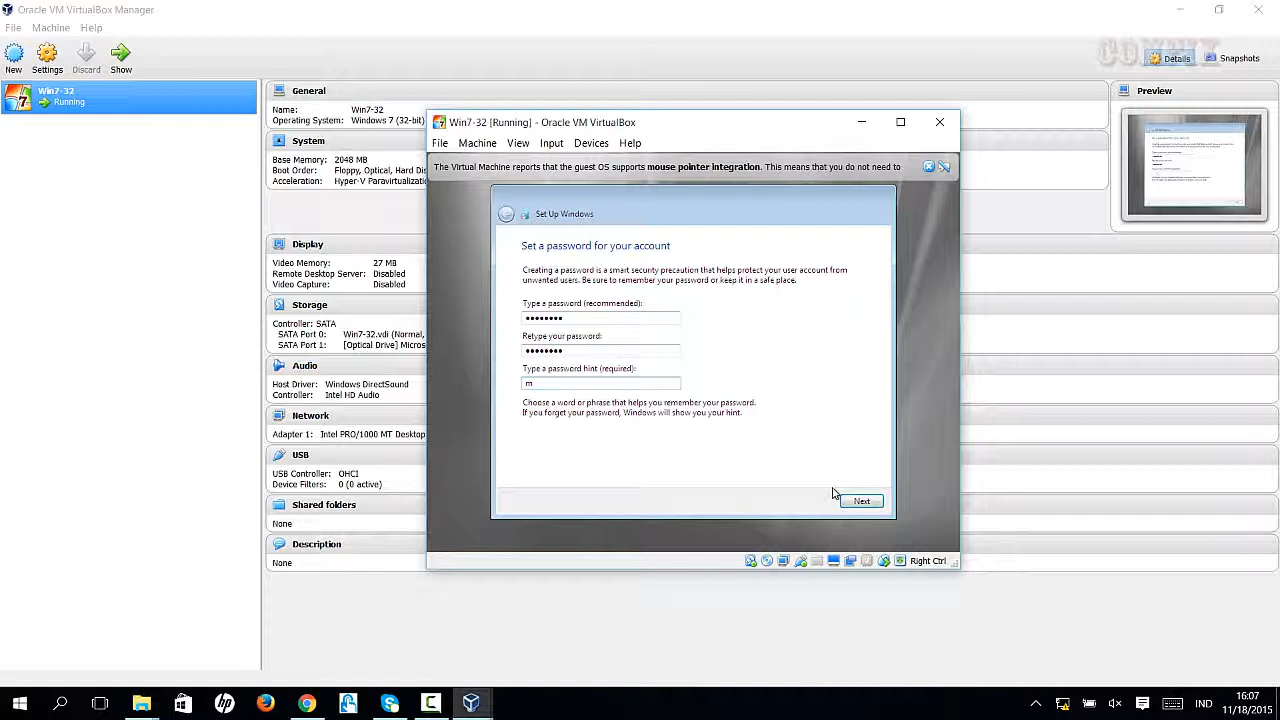 Oracle VM VirtualBox Manager
File Machine Help
New Settings Discard Show
Details Snapshots
Win7-32
Running
General
Name: Win7-32
Operating System: Windows 7 (32-bit)
System
Base Memory: 2048 MB
Boot Order: Floppy, Optical, Hard Dis
Acceleration: Hyper-V Paravirtualizati
Display
Video Memory: 27 MB
Remote Desktop Server: Disabled
Video Capture: Disabled
Storage
Controller: SATA
SATA Port 0: Win7-32.vdi (Normal,
SATA Port 1: [Optical Drive] Micros
Audio
Host Driver: Windows DirectSound
Controller: Intel HD Audio
Network
Adapter 1: Intel PRO/1000 MT Desktop
USB
USB Controller: OHCI
Device Filters: 0 (0 active)
Shared folders
None
Description
None
Preview
Win7-32 [Running] - Oracle VM VirtualBox
File Machine View Input Devices Help
The Virtual Machine reports that the guest OS supports mouse pointer integration. This means that you do not need t
Set Up Windows
Set a password for your account
Creating a password is a smart security precaution that helps protect your user account from
unwanted users. Be sure to remember your password or keep it in a safe place.
Type a password (recommended):
••••••••
Retype your password:
••••••••
Type a password hint (required):
m
Choose a word or phrase that helps you remember your password.
If you forget your password, Windows will show you your hint.
Next
Right Ctrl
IND
16:07
11/18/2015